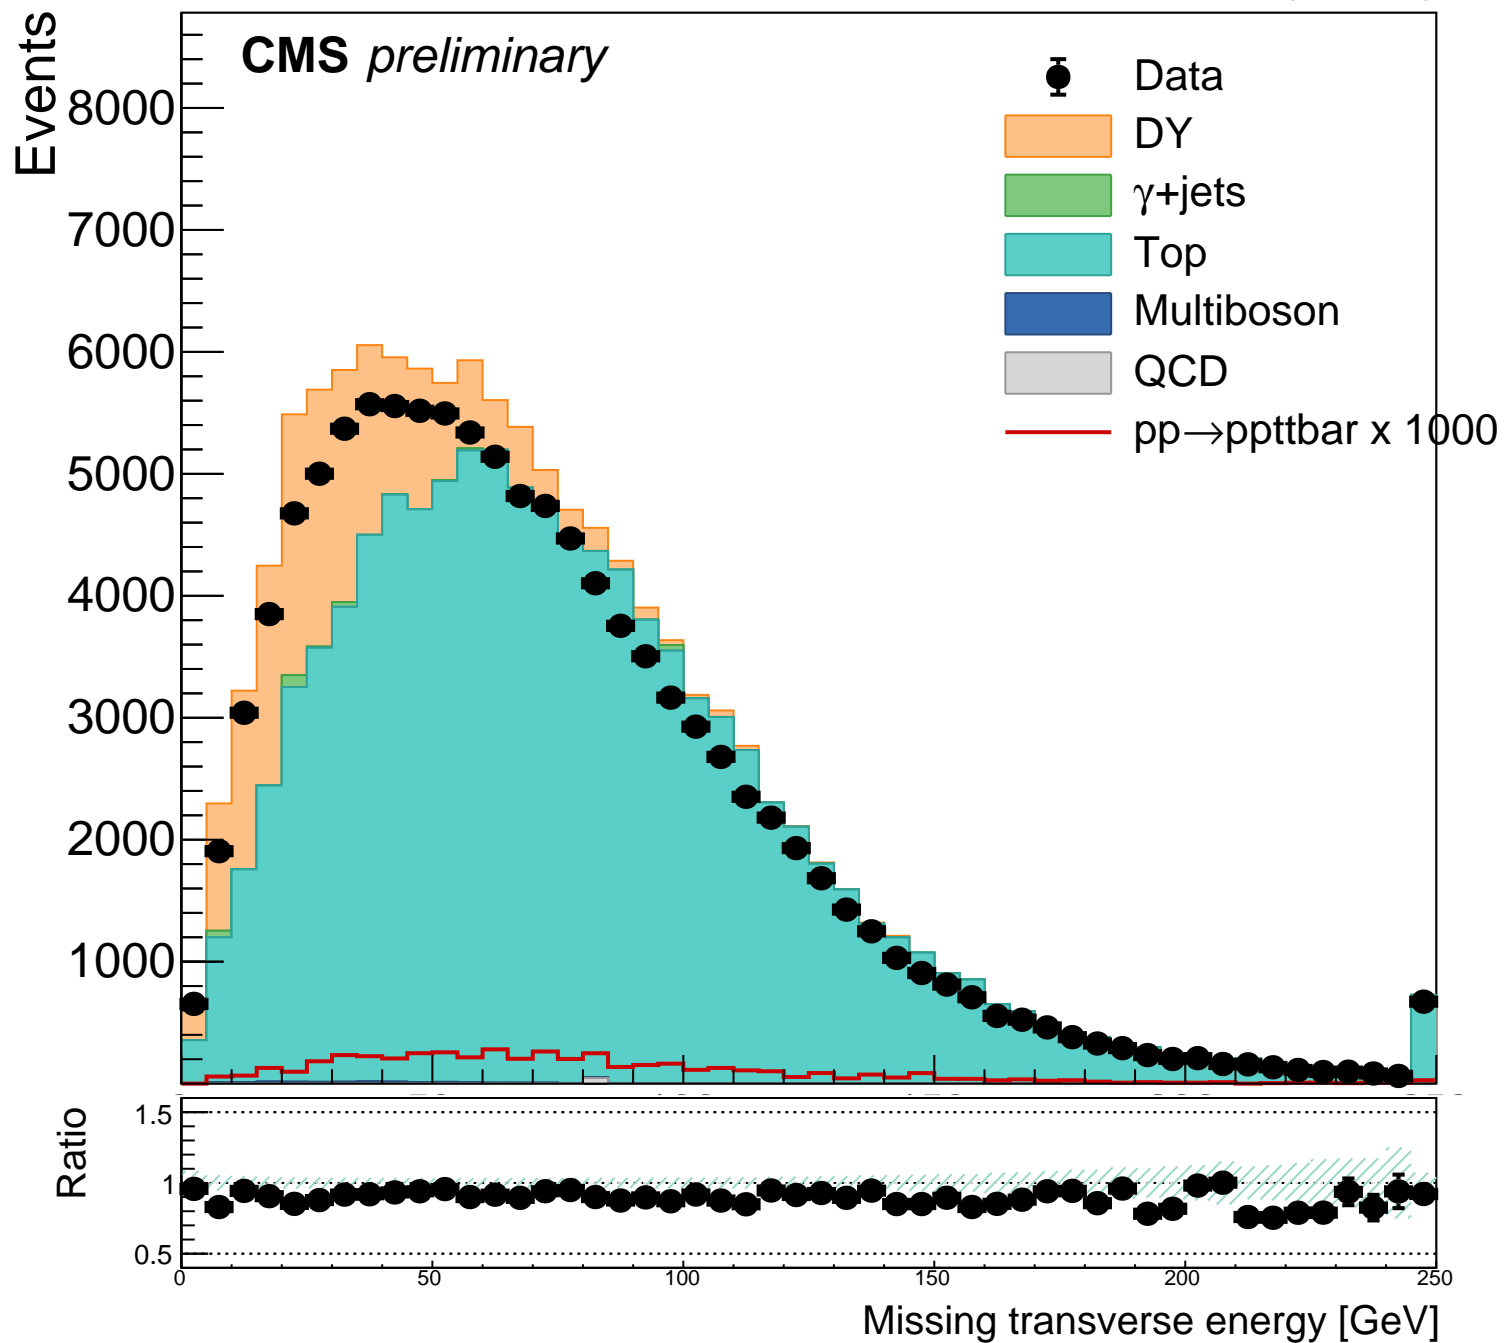 CMS preliminary
Events
8000
7000
6000
5000
4000
3000
2000
1000
Data
DY
γ+jets
Top
Multiboson
QCD
pp→ppttbar x 1000
Ratio
1.5
1
0.5
0 50 100 150 200 250
Missing transverse energy [GeV]